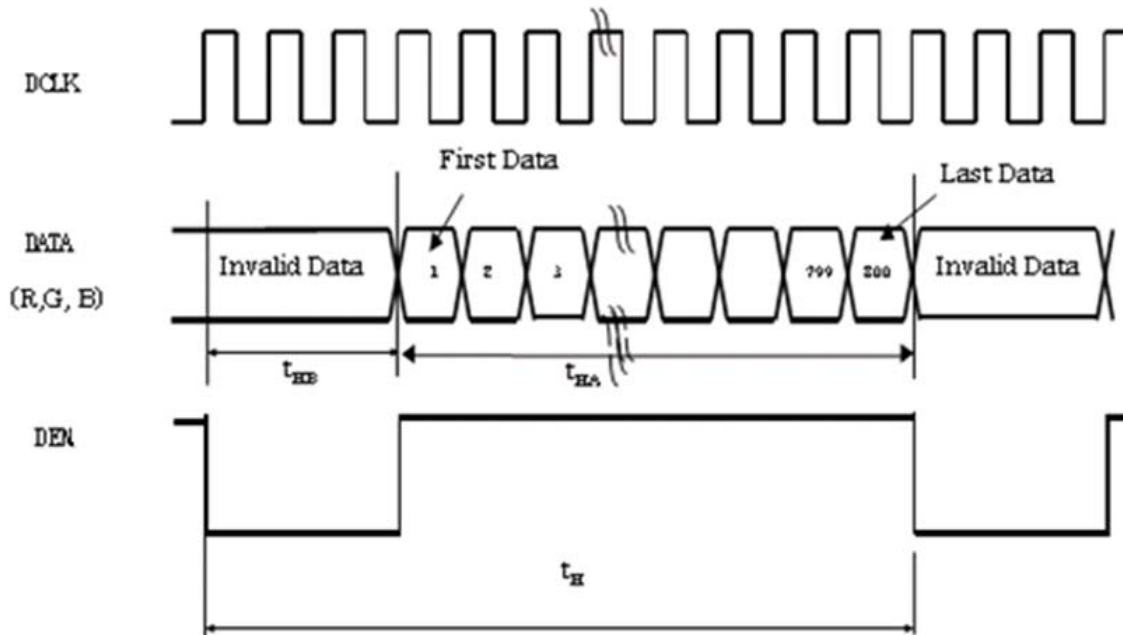 DCLK
First Data
Last Data
DATA
(R,G, B)
Invalid Data
1
2
3
799
800
Invalid Data
tHB
tHA
DEN
tH